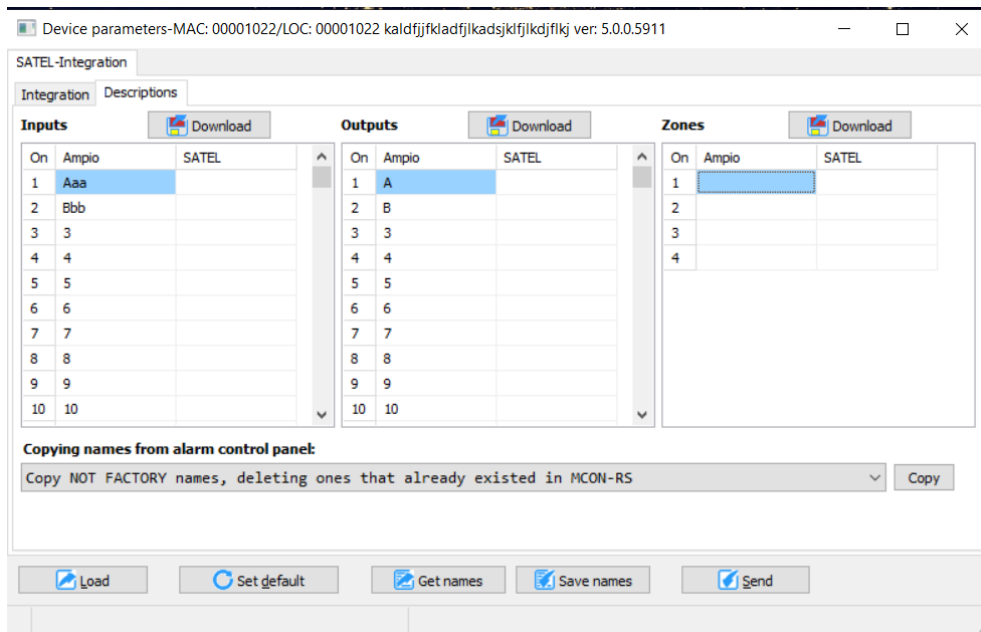 Device parameters-MAC: 00001022/LOC: 00001022 kaldfjjfkladfjlkadsjklfjlkdjflkj ver: 5.0.0.5911
SATEL-Integration
Integration Descriptions
Inputs Download Outputs Download Zones Download
On Ampio SATEL On Ampio SATEL On Ampio SATEL
1 Aaa 1 A 1
2 Bbb 2 B 2
3 3 3 3 3
4 4 4 4 4
5 5 5 5
6 6 6 6
7 7 7 7
8 8 8 8
9 9 9 9
10 10 10 10
Copying names from alarm control panel:
Copy NOT FACTORY names, deleting ones that already existed in MCON-RS Copy
Load Set default Get names Save names Send